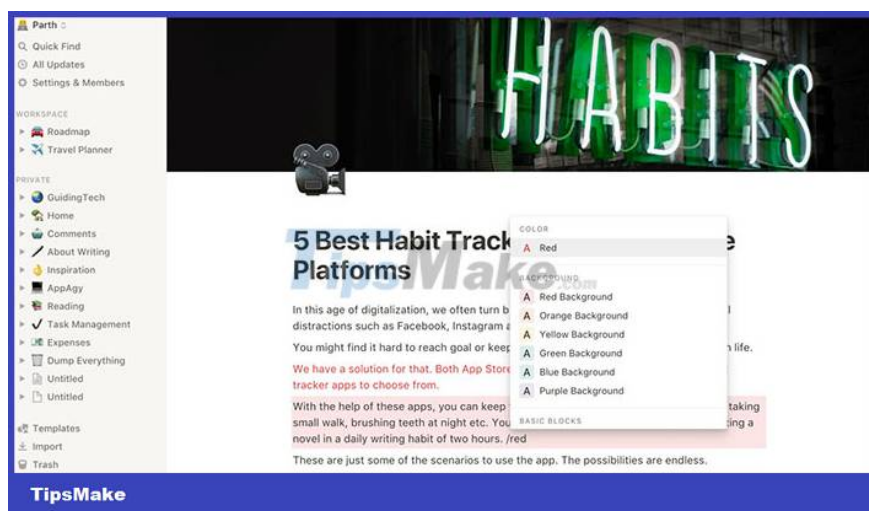 Parth
Quick Find
All Updates
Settings & Members
WORKSPACE
Roadmap
Travel Planner
PRIVATE
GuidingTech
Home
Comments
About Writing
Inspiration
AppAgy
Reading
Task Management
Expenses
Dump Everything
Untitled
Untitled
Templates
Import
Trash
HABITS
5 Best Habit Track e
Platforms
TipsMake.com
In this age of digitalization, we often turn b l
distractions such as Facebook, Instagram a
You might find it hard to reach goal or keep n life.
We have a solution for that. Both App Store
tracker apps to choose from.
With the help of these apps, you can keep taking
small walk, brushing teeth at night etc. You ting a
novel in a daily writing habit of two hours. /red
These are just some of the scenarios to use the app. The possibilities are endless.
COLOR
A Red
BACKGROUND
A Red Background
A Orange Background
A Yellow Background
A Green Background
A Blue Background
A Purple Background
BASIC BLOCKS
TipsMake